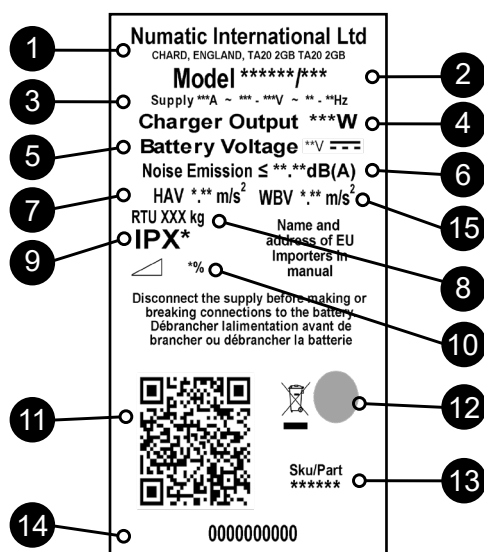 Numatic International Ltd
CHARD, ENGLAND, TA20 2GB TA20 2GB
1
Model ******/***
2
Supply ***A ~ *** - ***V ~ ** - **Hz
3
Charger Output ***W
4
Battery Voltage **V
5
Noise Emission ≤ **.**dB(A)
6
HAV *.** m/s² WBV *.** m/s²
7
15
RTU XXX kg
8
IPX*
9
Name and
address of EU
Importers in
manual
*%
10
Disconnect the supply before making or
breaking connections to the battery
Débrancher lalimentation avant de
brancher ou débrancher la batterie
11
12
Sku/Part
******
13
14
0000000000